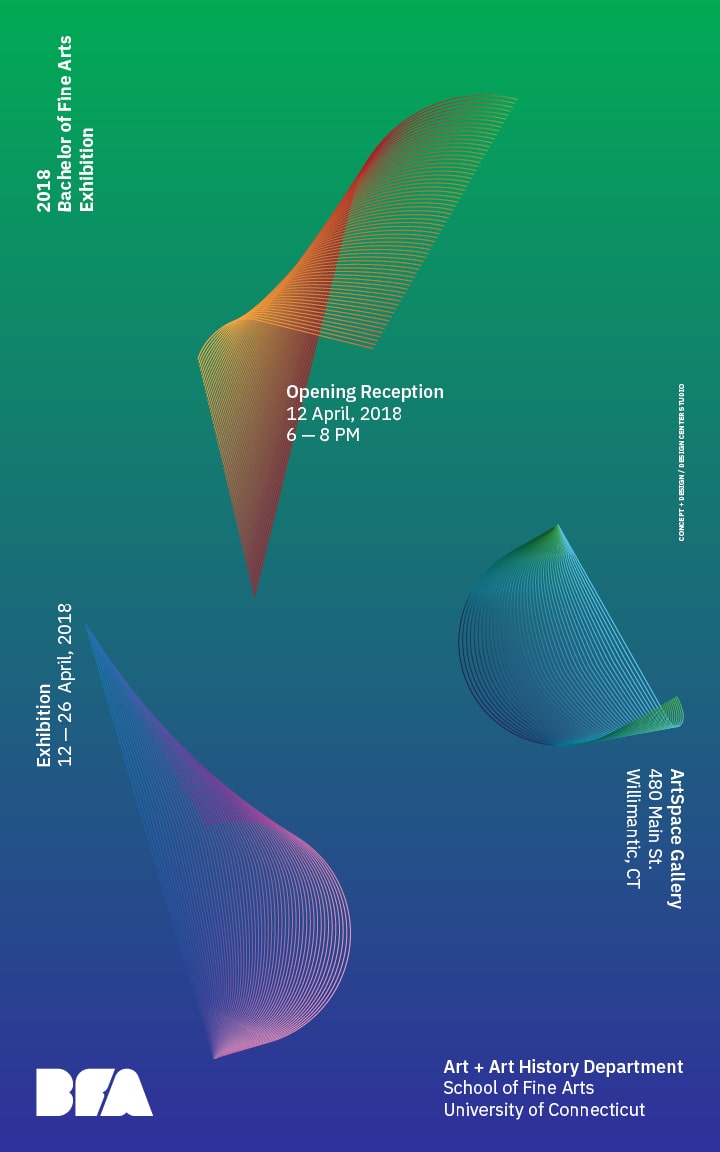 2018
Bachelor of Fine Arts
Exhibition
Opening Reception
12 April, 2018
6 — 8 PM
CONCEPT + DESIGN / DESIGN CENTER STUDIO
Exhibition
12 — 26 April, 2018
ArtSpace Gallery
480 Main St.
Willimantic, CT
BFA
Art + Art History Department
School of Fine Arts
University of Connecticut